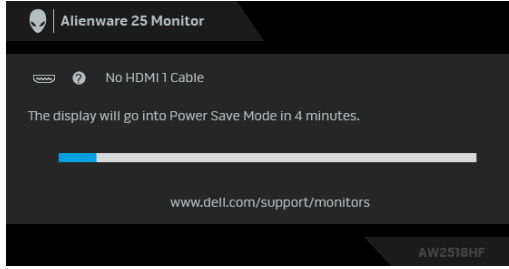 Alienware 25 Monitor
? No HDMI 1 Cable
The display will go into Power Save Mode in 4 minutes.
www.dell.com/support/monitors
AW2518HF